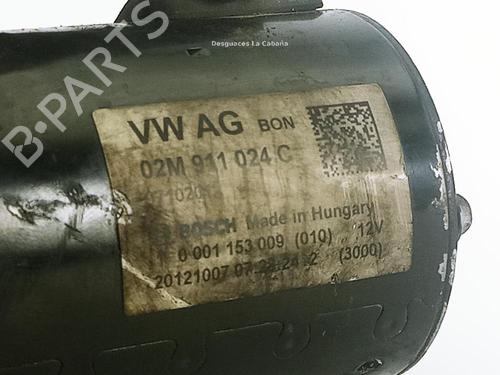 Desguaces La Cabaña
B-PARTS
VW AG BON
02M 911 024 C
BOSCH Made in Hungary
0 001 153 009 (010) 12V
20121007 07 (3000)